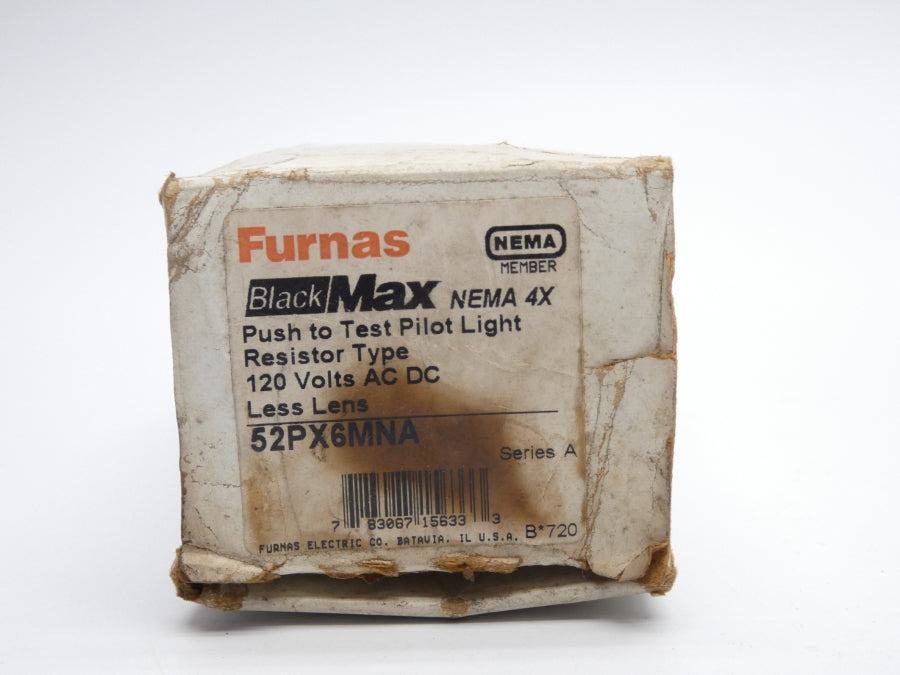 Furnas
NEMA
MEMBER
BlackMax NEMA 4X
Push to Test Pilot Light
Resistor Type
120 Volts AC DC
Less Lens
52PX6MNA
Series A
7 83087 15633 3
FURNAS ELECTRIC CO. BATAVIA, IL U.S.A. B*720